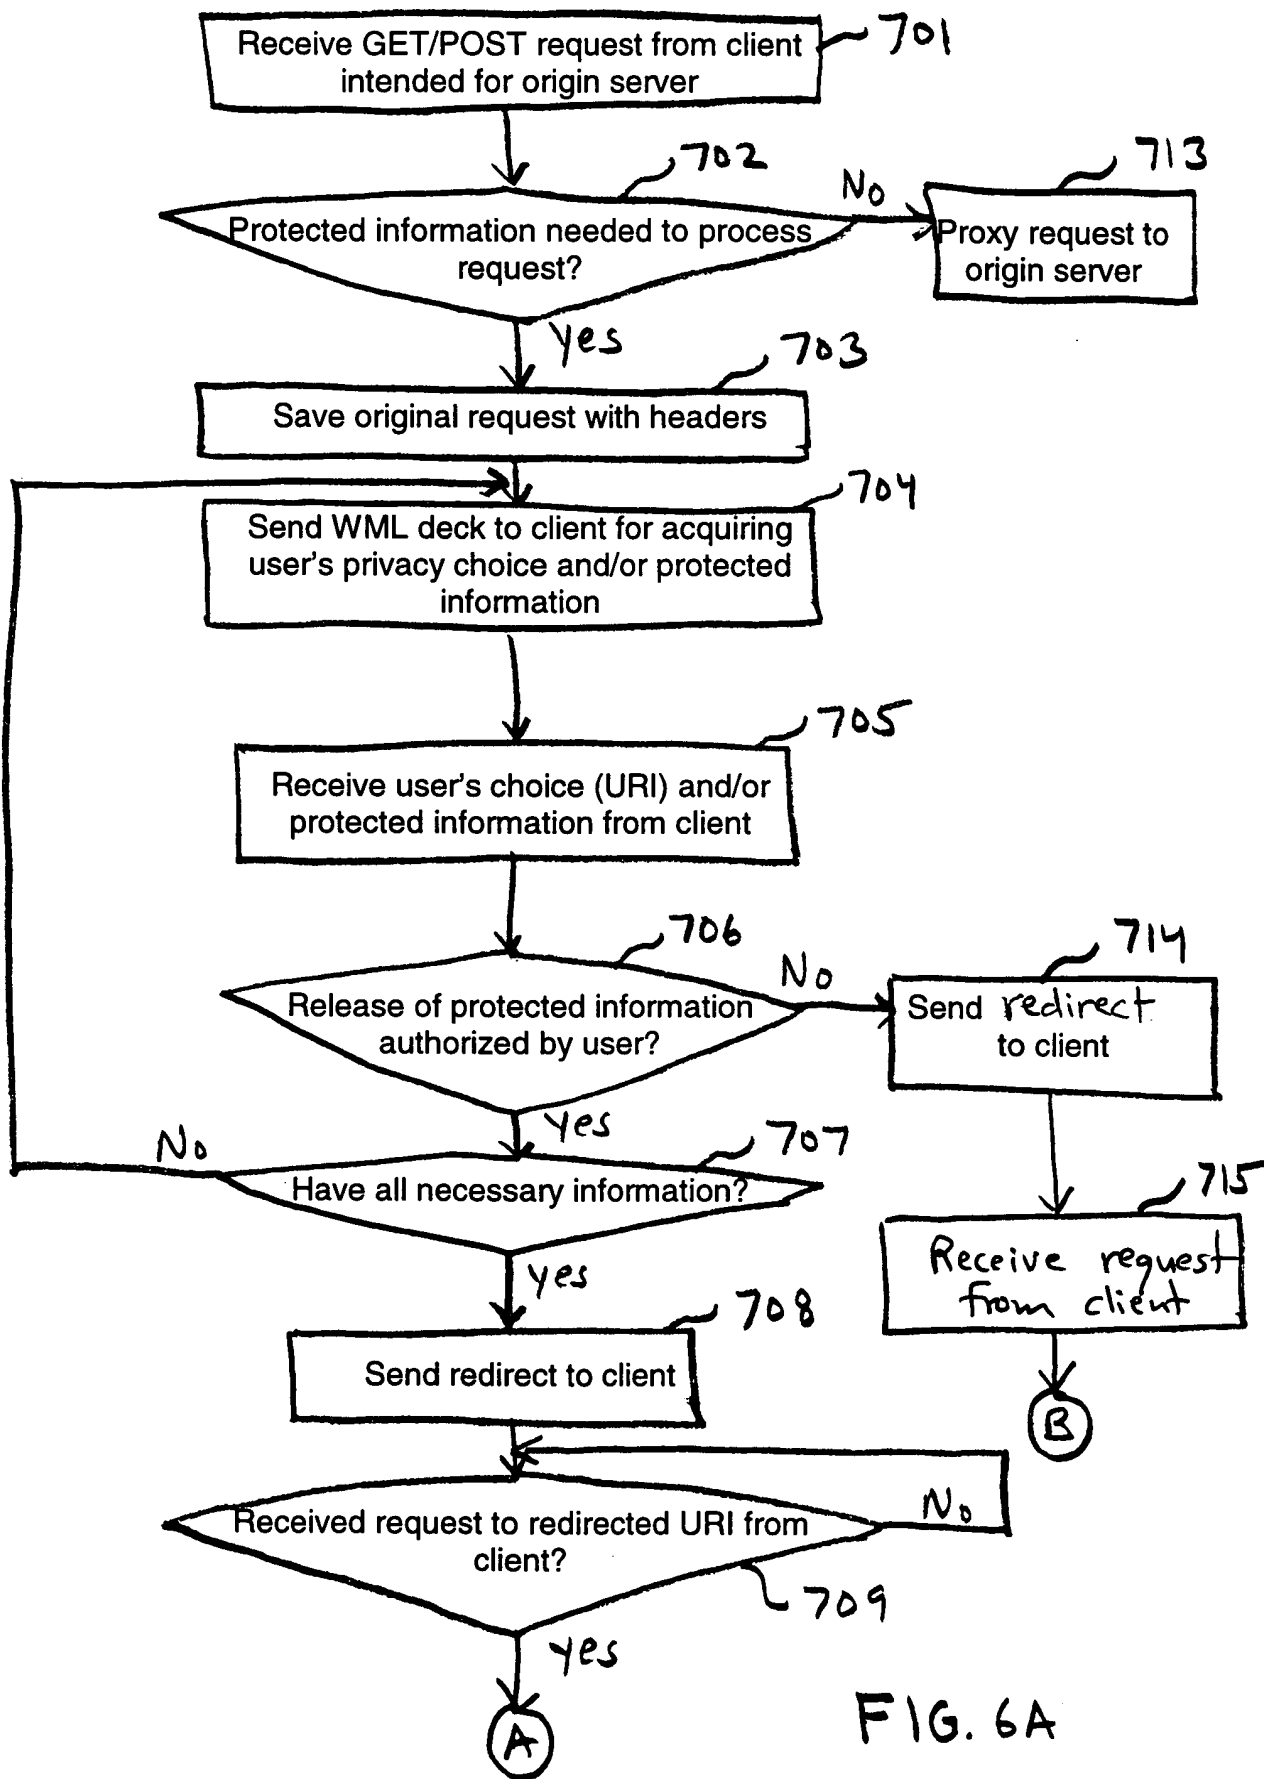 Receive GET/POST request from client
intended for origin server
701
702
Protected information needed to process
request?
No
713
Proxy request to
origin server
Yes
703
Save original request with headers
704
Send WML deck to client for acquiring
user's privacy choice and/or protected
information
705
Receive user's choice (URI) and/or
protected information from client
706
Release of protected information
authorized by user?
No
714
Send redirect
to client
Yes
707
Have all necessary information?
No
715
Receive request
from client
Yes
708
Send redirect to client
B
Received request to redirected URI from
client?
No
709
Yes
A
FIG. 6A